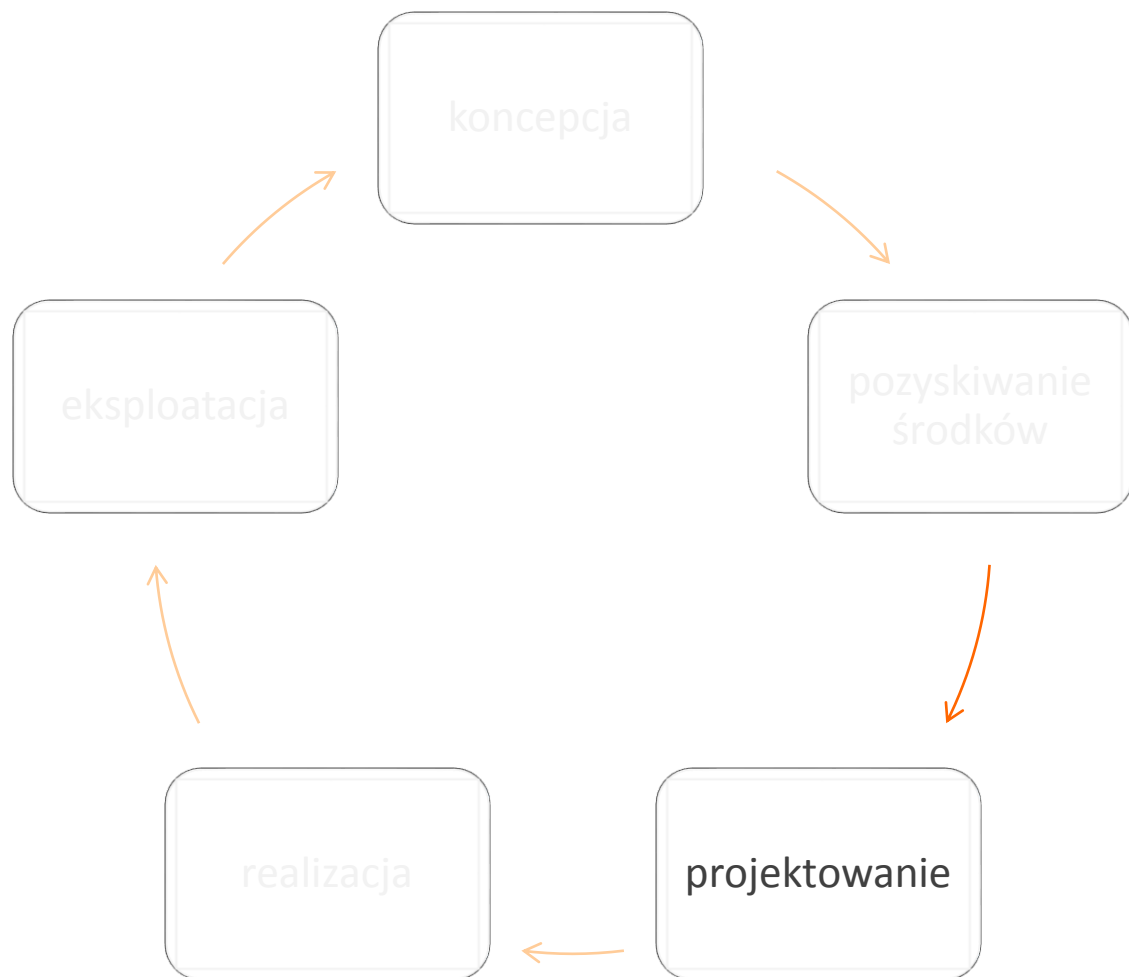 koncepcja
pozyskiwanie
środków
projektowanie
realizacja
eksploatacja